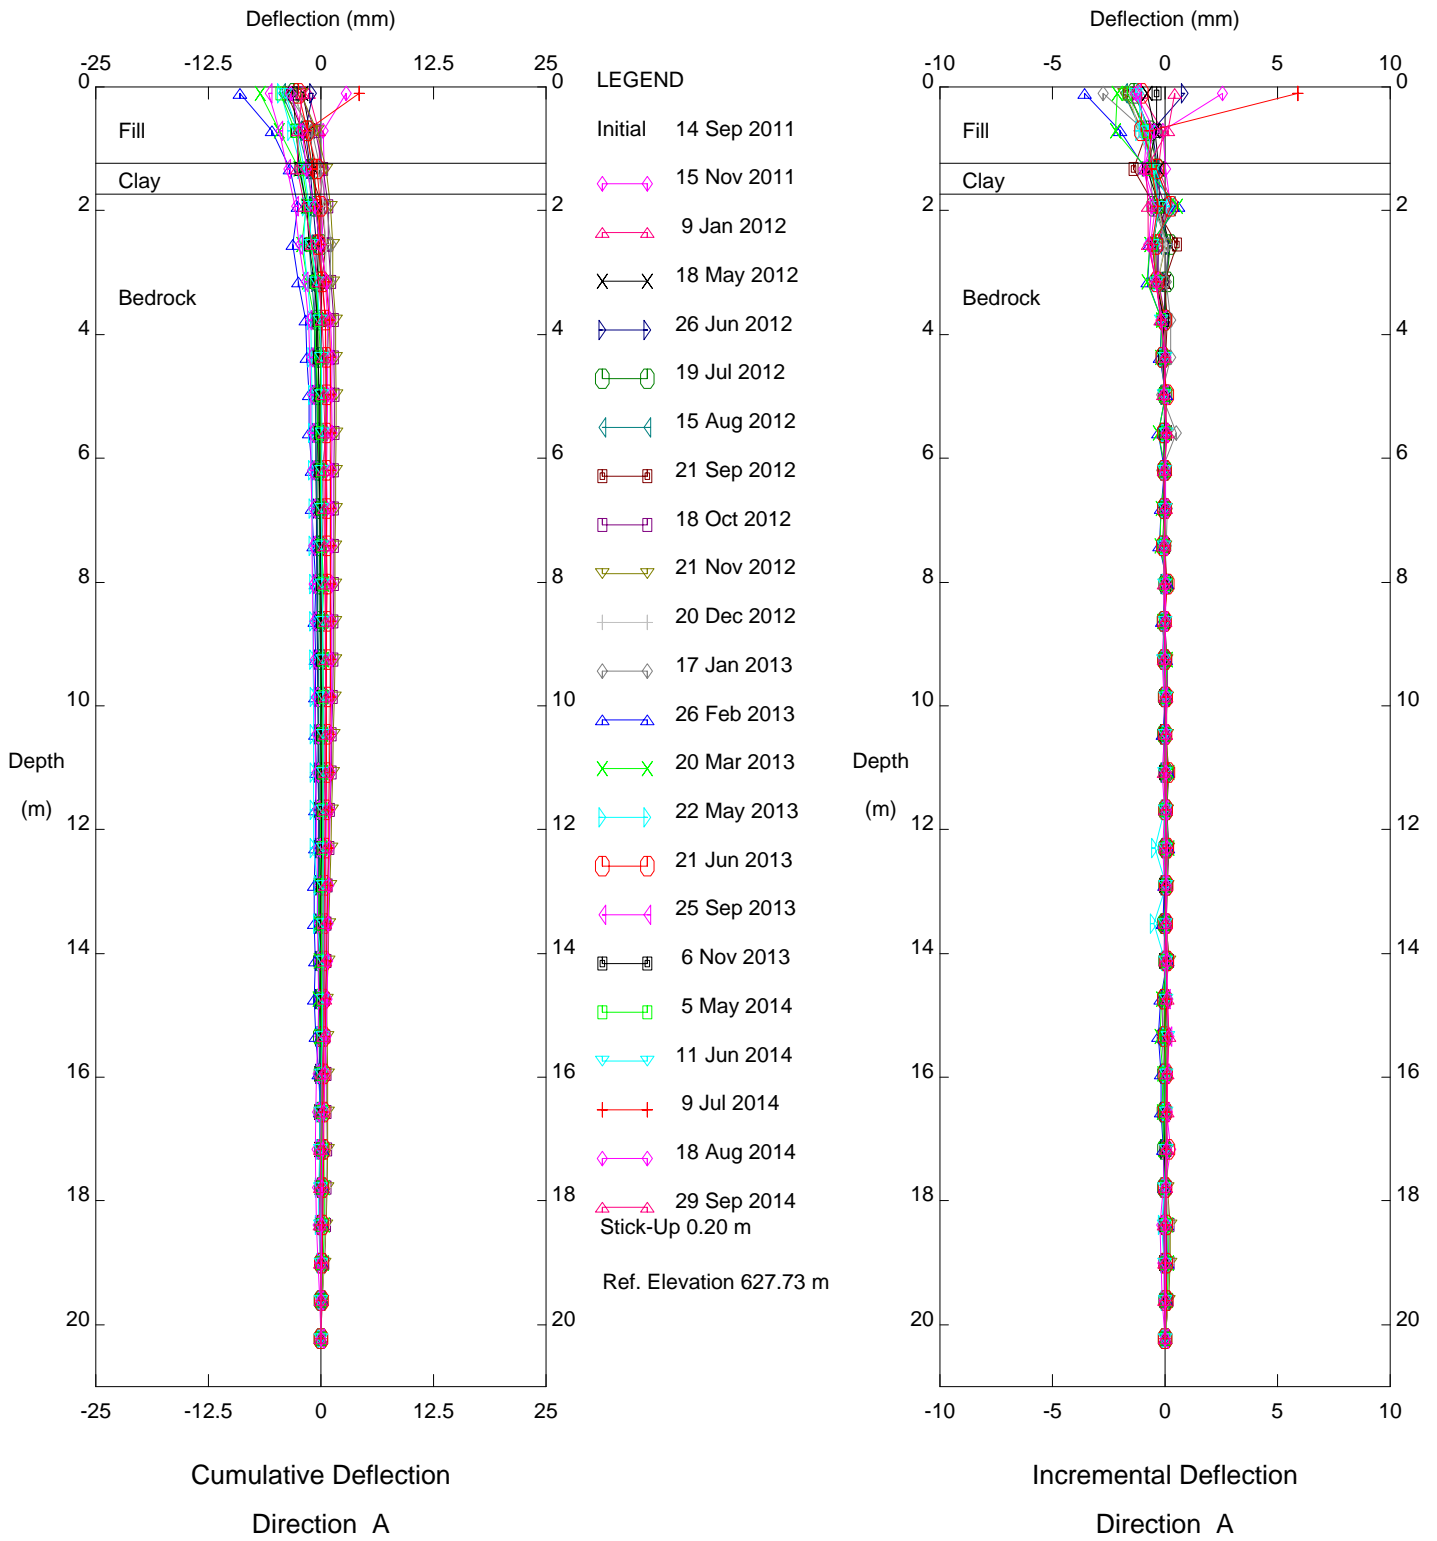 Deflection (mm)
-25 -12.5 0 12.5 25
0 0
Fill
Clay
2 2
Bedrock
4 4
6 6
8 8
10 10
Depth
(m)
12 12
14 14
16 16
18 18
20 20
-25 -12.5 0 12.5 25
Cumulative Deflection
Direction A
LEGEND
Initial 14 Sep 2011
15 Nov 2011
9 Jan 2012
18 May 2012
26 Jun 2012
19 Jul 2012
15 Aug 2012
21 Sep 2012
18 Oct 2012
21 Nov 2012
20 Dec 2012
17 Jan 2013
26 Feb 2013
20 Mar 2013
22 May 2013
21 Jun 2013
25 Sep 2013
6 Nov 2013
5 May 2014
11 Jun 2014
9 Jul 2014
18 Aug 2014
29 Sep 2014
Stick-Up 0.20 m
Ref. Elevation 627.73 m
Deflection (mm)
-10 -5 0 5 10
0 0
Fill
Clay
2 2
Bedrock
4 4
6 6
8 8
10 10
Depth
(m)
12 12
14 14
16 16
18 18
20 20
-10 -5 0 5 10
Incremental Deflection
Direction A